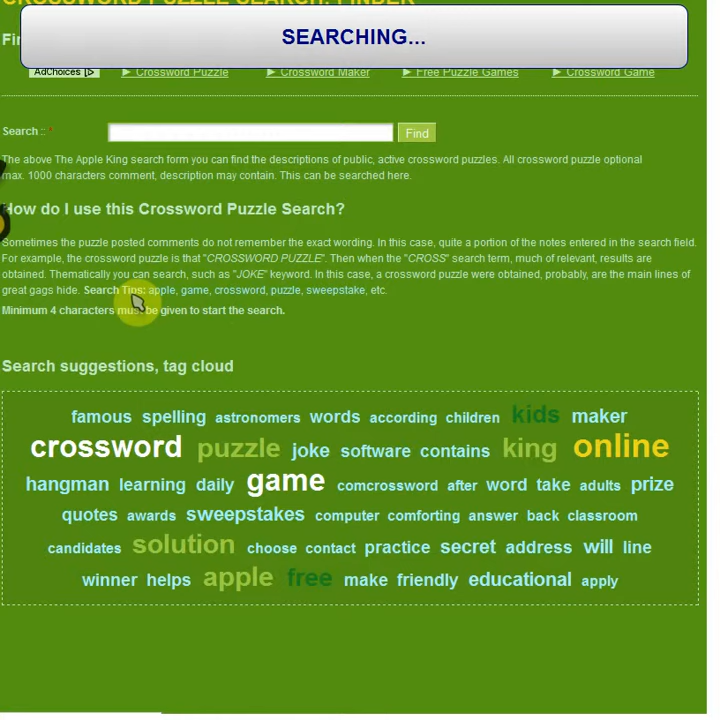 CROSSWORD PUZZLE SEARCH: FINDER
SEARCHING...
AdChoices
► Crossword Puzzle ► Crossword Maker ► Free Puzzle Games ► Crossword Game
Search :: *
Find
The above The Apple King search form you can find the descriptions of public, active crossword puzzles. All crossword puzzle optional
max. 1000 characters comment, description may contain. This can be searched here.
How do I use this Crossword Puzzle Search?
Sometimes the puzzle posted comments do not remember the exact wording. In this case, quite a portion of the notes entered in the search field.
For example, the crossword puzzle is that "CROSSWORD PUZZLE". Then when the "CROSS" search term, much of relevant, results are
obtained. Thematically you can search, such as "JOKE" keyword. In this case, a crossword puzzle were obtained, probably, are the main lines of
great gags hide. Search Tips: apple, game, crossword, puzzle, sweepstake, etc.
Minimum 4 characters must be given to start the search.
Search suggestions, tag cloud
famous spelling astronomers words according children kids maker
crossword puzzle joke software contains king online
hangman learning daily game comcrossword after word take adults prize
quotes awards sweepstakes computer comforting answer back classroom
candidates solution choose contact practice secret address will line
winner helps apple free make friendly educational apply